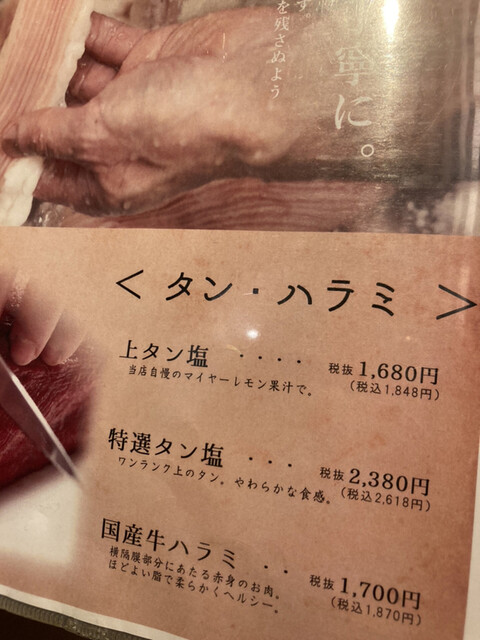 す。
を残さぬよう
寧に。
＜タン・ハラミ＞
上タン塩 ････ 税抜1,680円
当店自慢のマイヤーレモン果汁で。 (税込1,848円)
特選タン塩 ･･･ 税抜2,380円
ワンランク上のタン。やわらかな食感。 (税込2,618円)
国産牛ハラミ ･･ 税抜1,700円
横隔膜部分にあたる赤身のお肉。
ほどよい脂で柔らかくヘルシー。 (税込1,870円)